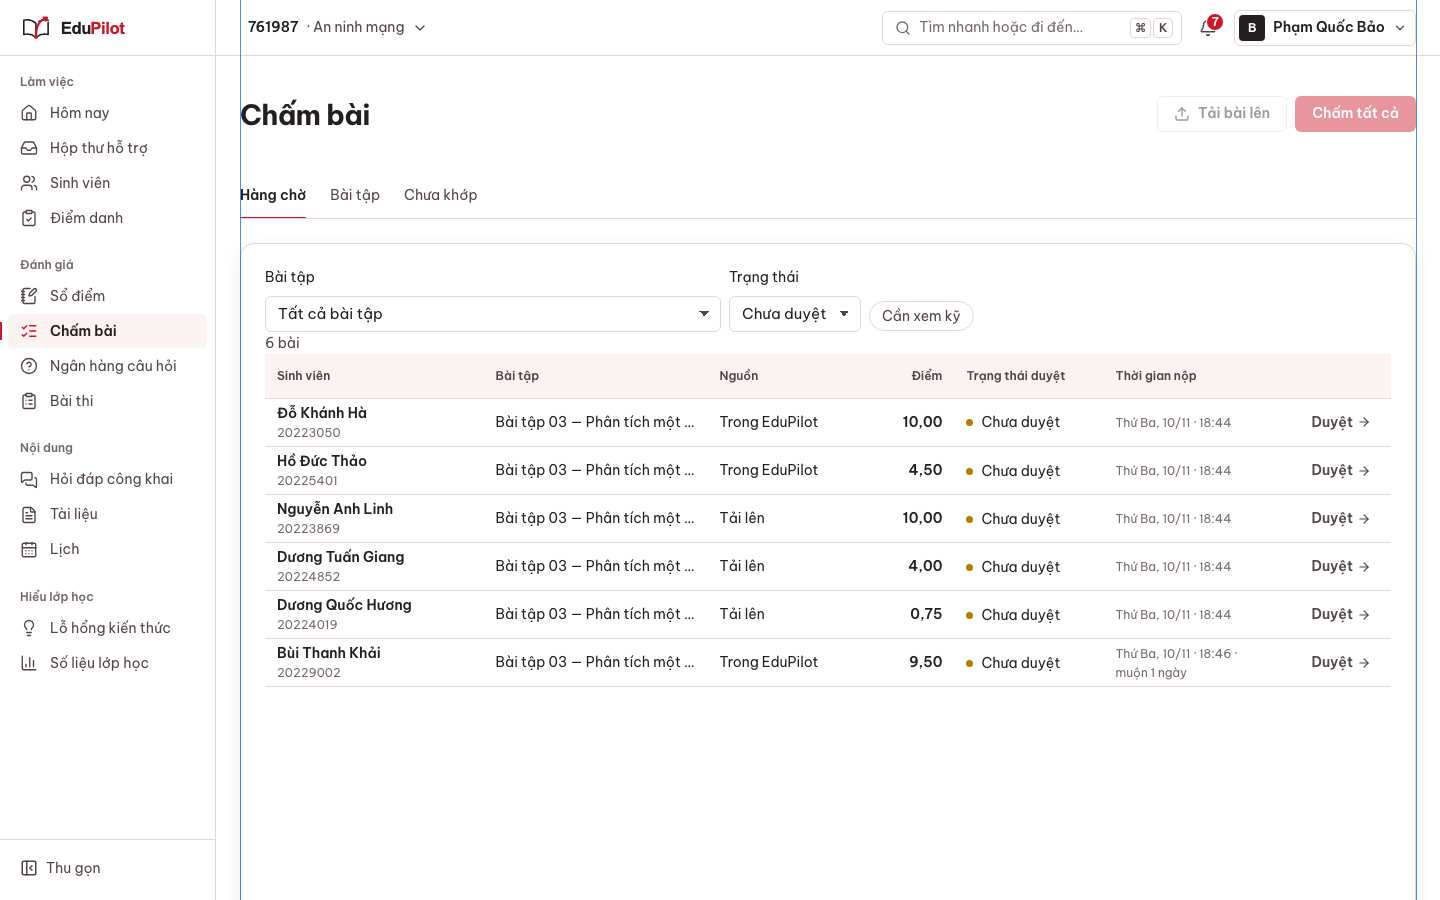 EduPilot
761987 · An ninh mạng
Tìm nhanh hoặc đi đến...
⌘ K
7
B
Phạm Quốc Bảo
Làm việc
Hôm nay
Hộp thư hỗ trợ
Sinh viên
Điểm danh
Đánh giá
Sổ điểm
Chấm bài
Ngân hàng câu hỏi
Bài thi
Nội dung
Hỏi đáp công khai
Tài liệu
Lịch
Hiểu lớp học
Lỗ hổng kiến thức
Số liệu lớp học
Thu gọn
Chấm bài
Tải bài lên
Chấm tất cả
Hàng chờ Bài tập Chưa khớp
Bài tập Trạng thái
Tất cả bài tập Chưa duyệt Cần xem kỹ
6 bài
Sinh viên Bài tập Nguồn Điểm Trạng thái duyệt Thời gian nộp
Đỗ Khánh Hà
20223050
Bài tập 03 — Phân tích một ... Trong EduPilot 10,00 Chưa duyệt Thứ Ba, 10/11 · 18:44 Duyệt →
Hồ Đức Thảo
20225401
Bài tập 03 — Phân tích một ... Trong EduPilot 4,50 Chưa duyệt Thứ Ba, 10/11 · 18:44 Duyệt →
Nguyễn Anh Linh
20223869
Bài tập 03 — Phân tích một ... Tải lên 10,00 Chưa duyệt Thứ Ba, 10/11 · 18:44 Duyệt →
Dương Tuấn Giang
20224852
Bài tập 03 — Phân tích một ... Tải lên 4,00 Chưa duyệt Thứ Ba, 10/11 · 18:44 Duyệt →
Dương Quốc Hương
20224019
Bài tập 03 — Phân tích một ... Tải lên 0,75 Chưa duyệt Thứ Ba, 10/11 · 18:44 Duyệt →
Bùi Thanh Khải
20229002
Bài tập 03 — Phân tích một ... Trong EduPilot 9,50 Chưa duyệt Thứ Ba, 10/11 · 18:46 ·
muộn 1 ngày
Duyệt →